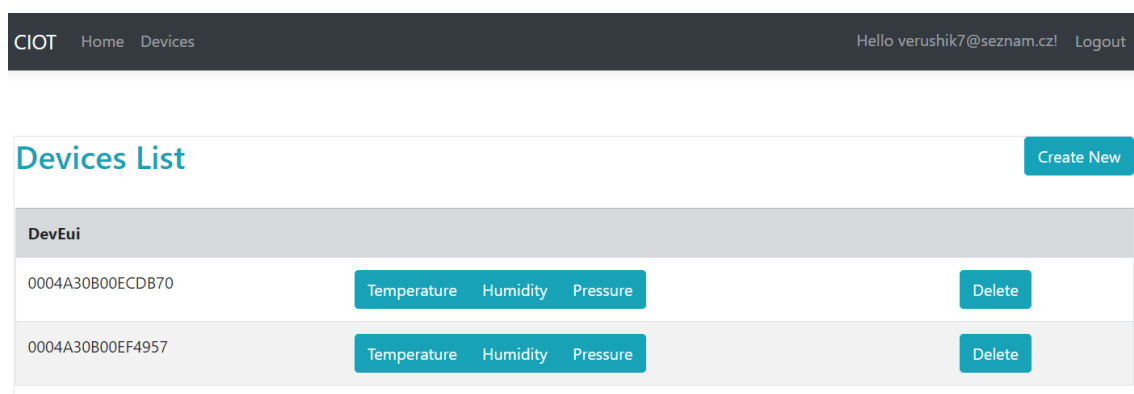 CIOT Home Devices Hello verushik7@seznam.cz! Logout
Devices List Create New
DevEui
0004A30B00ECDB70 Temperature Humidity Pressure Delete
0004A30B00EF4957 Temperature Humidity Pressure Delete